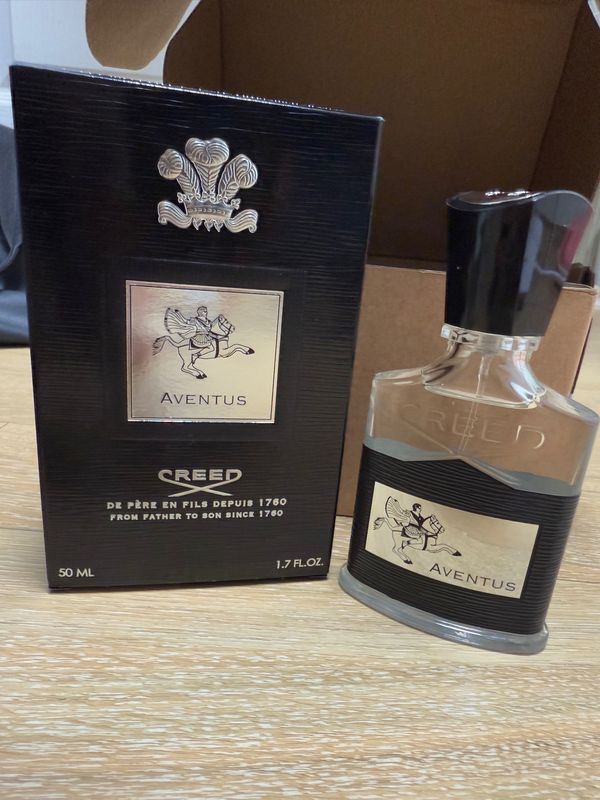 AVENTUS
CREED
DE PÈRE EN FILS DEPUIS 1760
FROM FATHER TO SON SINCE 1760
50 ML
1.7 FL.OZ.
CREED
AVENTUS